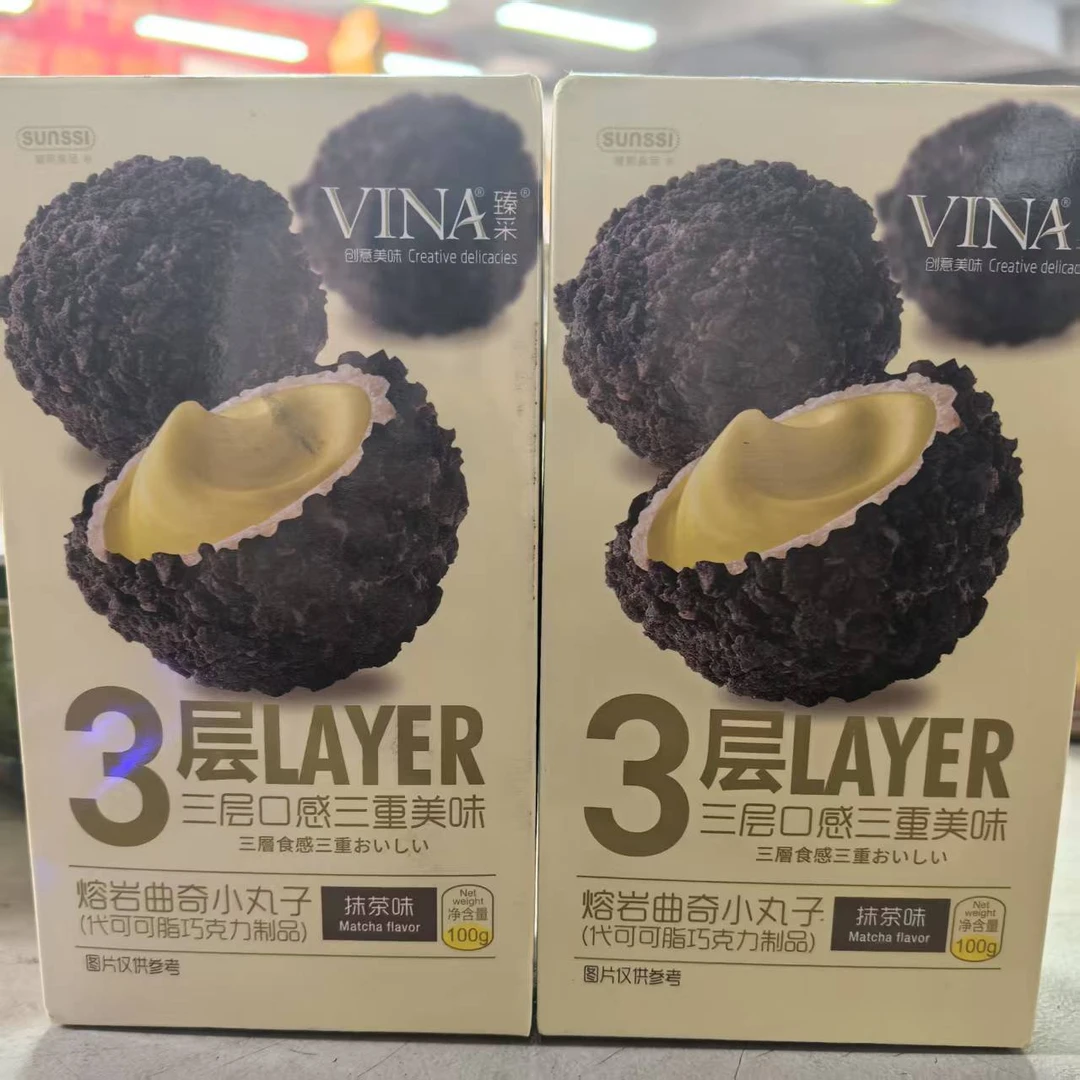 SUNSSI
VINA® 臻采®
创意美味 Creative delicacies
3层LAYER
三层口感三重美味
三層食感三重おいしい
熔岩曲奇小丸子
(代可可脂巧克力制品)
抹茶味
Matcha flavor
Net
weight
净含量
100g
图片仅供参考
SUNSSI
VINA®
创意美味 Creative delicac
3层LAYER
三层口感三重美味
三層食感三重おいしい
熔岩曲奇小丸子
(代可可脂巧克力制品)
抹茶味
Matcha flavor
Net
weight
净含量
100g
图片仅供参考